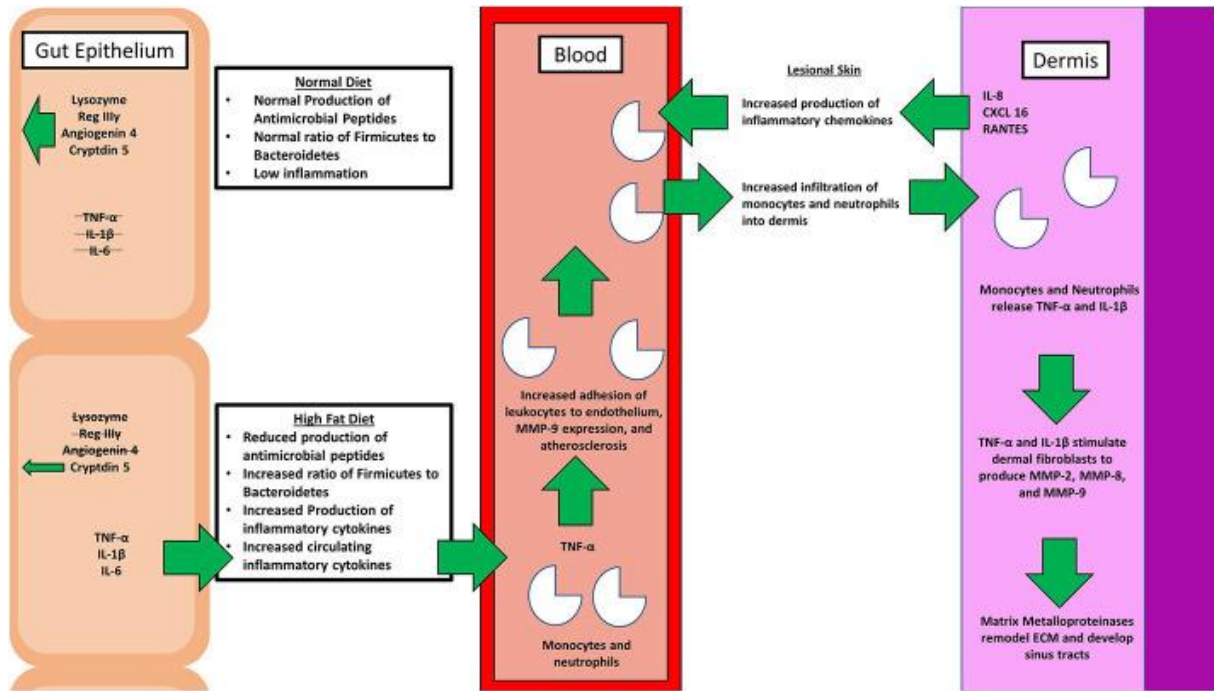 Gut Epithelium
Lysozyme
Reg IIIy
Angiogenin 4
Cryptdin 5
TNF-α
IL-1β
IL-6
Normal Diet
• Normal Production of
Antimicrobial Peptides
• Normal ratio of Firmicutes to
Bacteroidetes
• Low inflammation
Lysozyme
Reg IIIy
Angiogenin 4
Cryptdin 5
TNF-α
IL-1β
IL-6
High Fat Diet
• Reduced production of
antimicrobial peptides
• Increased ratio of Firmicutes to
Bacteroidetes
• Increased Production of
inflammatory cytokines
• Increased circulating
inflammatory cytokines
Blood
Increased adhesion of
leukocytes to endothelium,
MMP-9 expression, and
atherosclerosis
TNF-α
Monocytes and
neutrophils
Lesional Skin
Increased production of
inflammatory chemokines
Increased infiltration of
monocytes and neutrophils
into dermis
Dermis
IL-8
CXCL 16
RANTES
Monocytes and Neutrophils
release TNF-α and IL-1β
TNF-α and IL-1β stimulate
dermal fibroblasts to
produce MMP-2, MMP-8,
and MMP-9
Matrix Metalloproteinases
remodel ECM and develop
sinus tracts